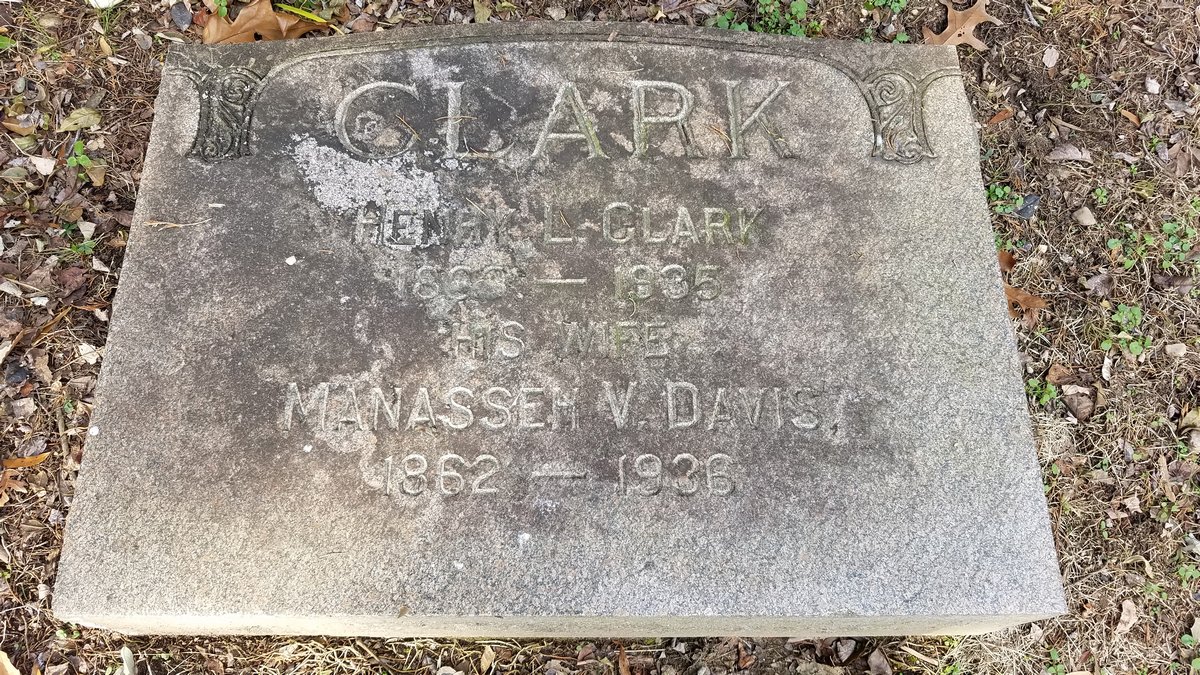 CLARK
HENRY L. CLARK
— 1935
HIS WIFE
MANASSEH V. DAVIS,
1862 — 1936